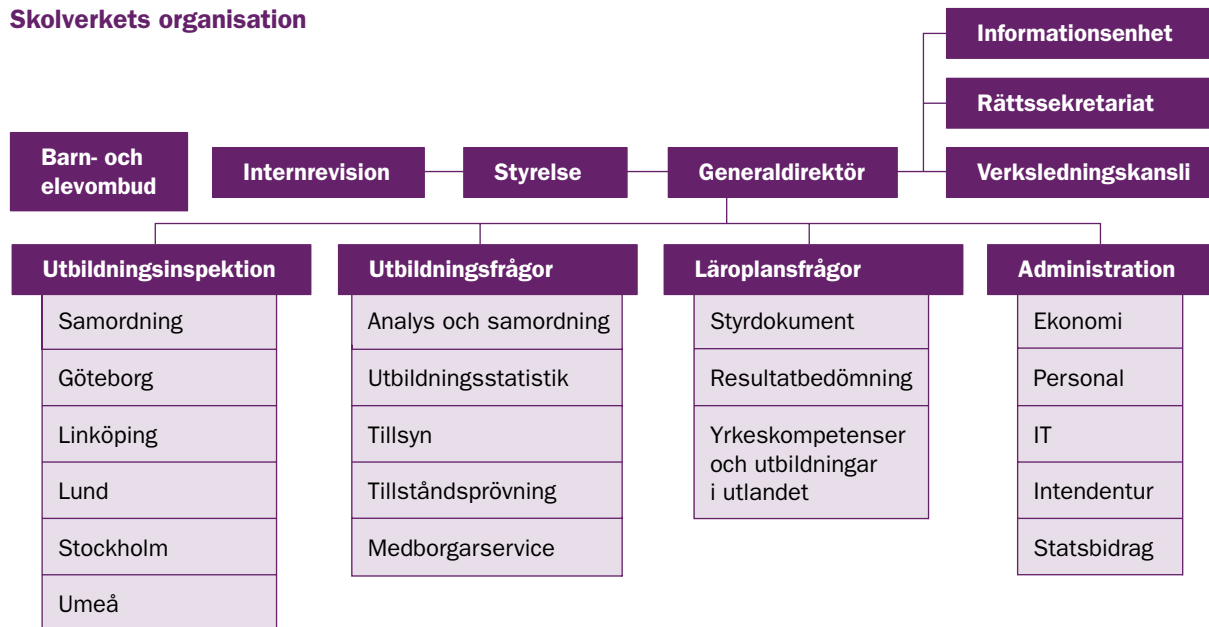 Skolverkets organisation
Informationsenhet
Rättssekretariat
Barn- och
elevombud
Internrevision
Styrelse
Generaldirektör
Verksledningskansli
Utbildningsinspektion
Samordning
Göteborg
Linköping
Lund
Stockholm
Umeå
Utbildningsfrågor
Analys och samordning
Utbildningsstatistik
Tillsyn
Tillståndsprövning
Medborgarservice
Läroplansfrågor
Styrdokument
Resultatbedömning
Yrkeskompetenser
och utbildningar
i utlandet
Administration
Ekonomi
Personal
IT
Intendentur
Statsbidrag